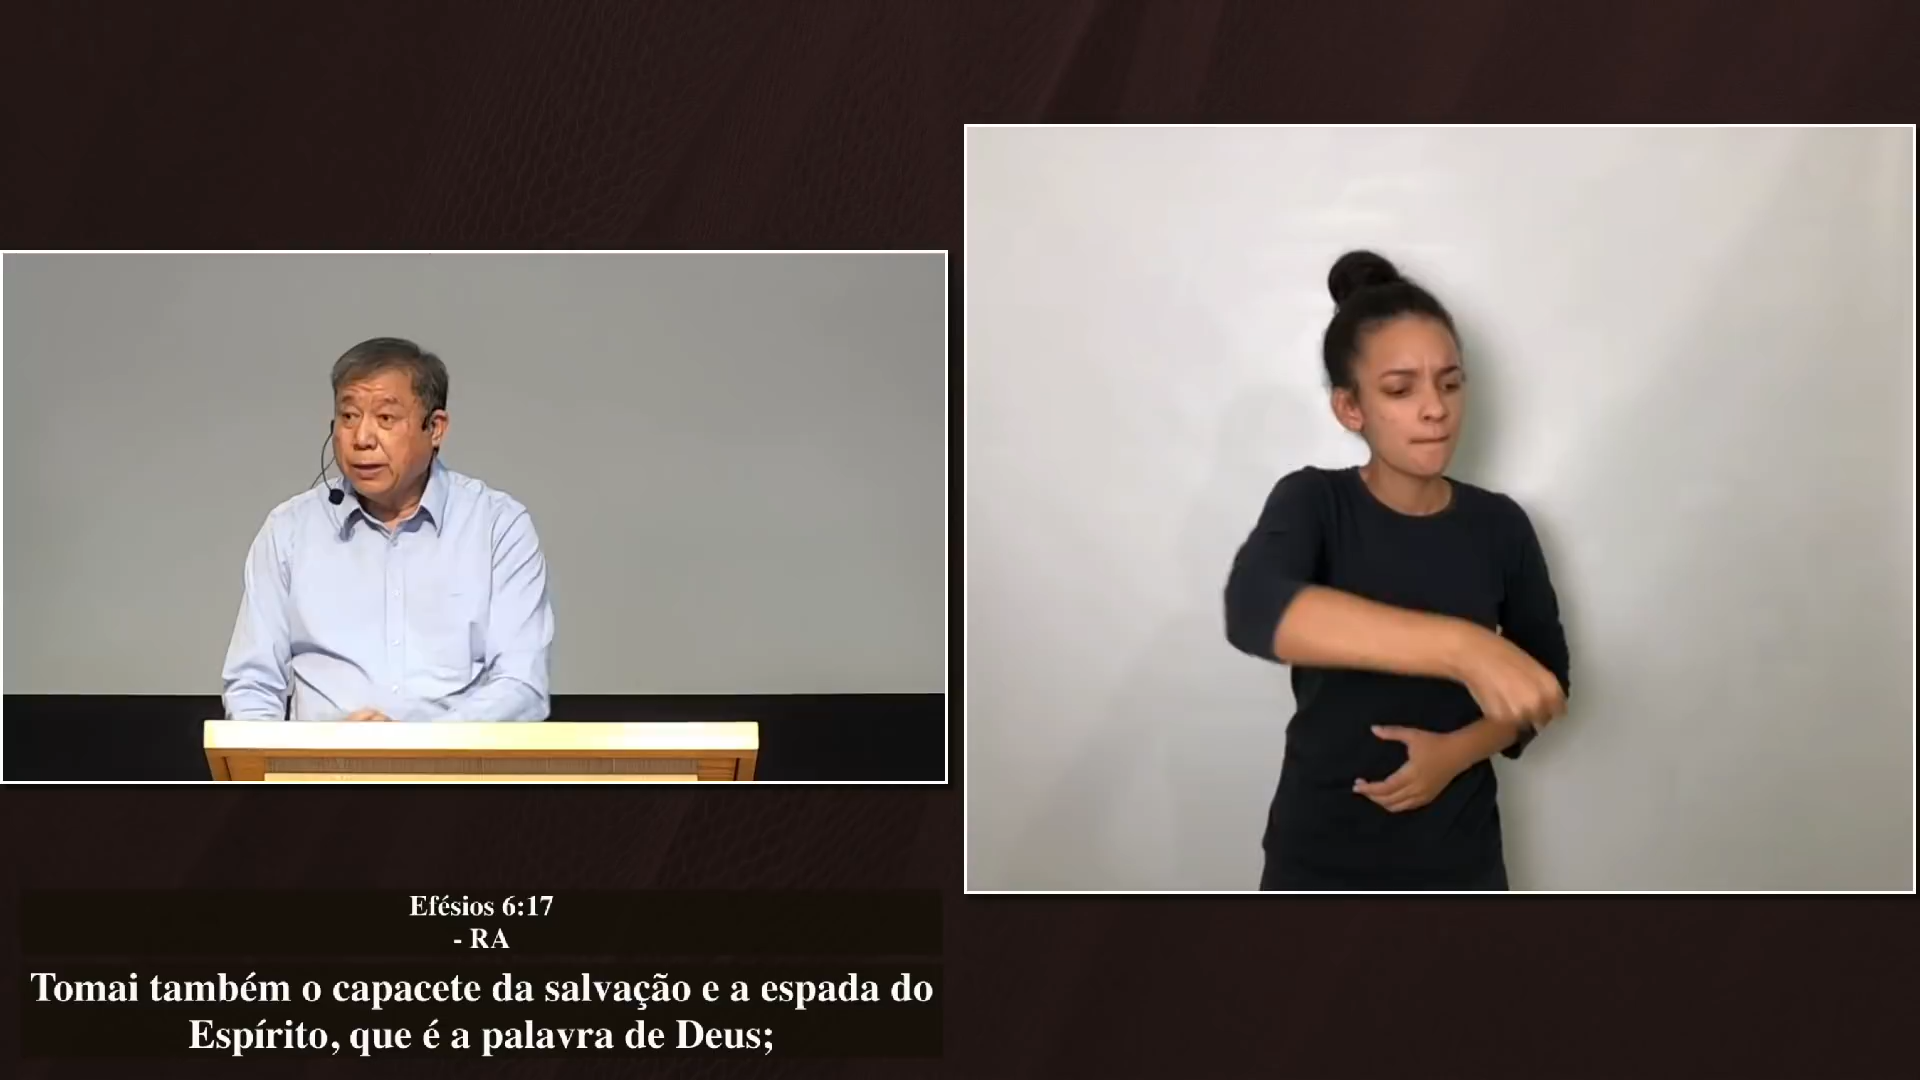 Efésios 6:17
- RA
Tomai também o capacete da salvação e a espada do
Espírito, que é a palavra de Deus;